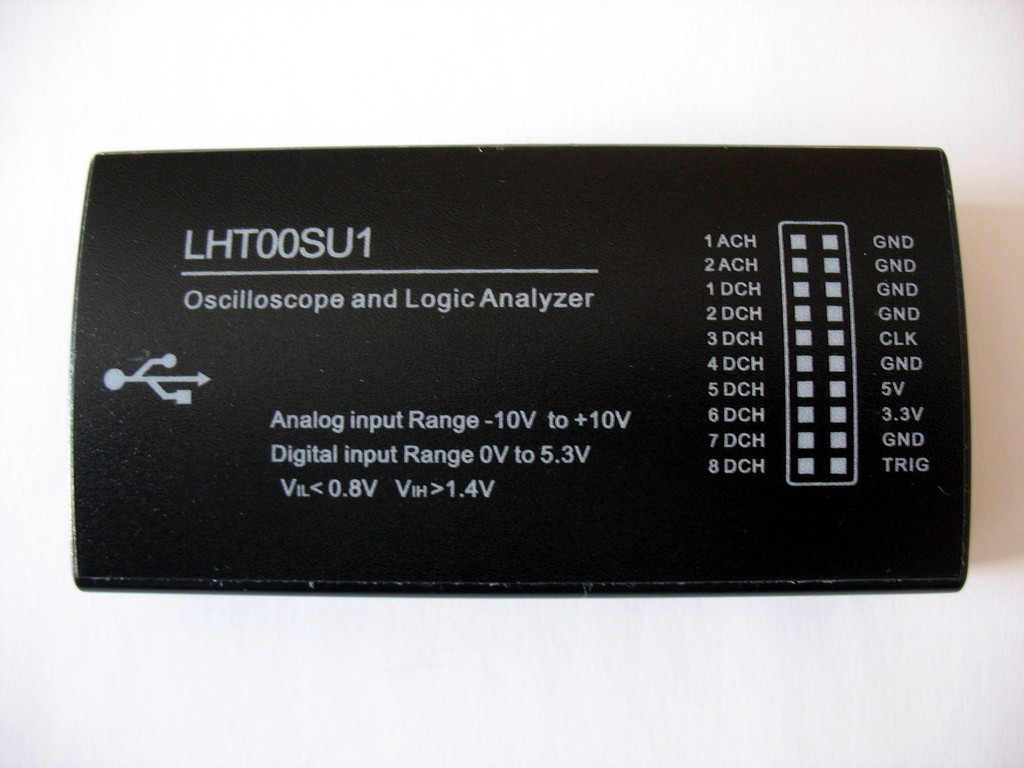 LHT00SU1
Oscilloscope and Logic Analyzer
Analog input Range -10V to +10V
Digital input Range 0V to 5.3V
VIL< 0.8V VIH>1.4V
1 ACH GND
2 ACH GND
1 DCH GND
2 DCH GND
3 DCH CLK
4 DCH GND
5 DCH 5V
6 DCH 3.3V
7 DCH GND
8 DCH TRIG